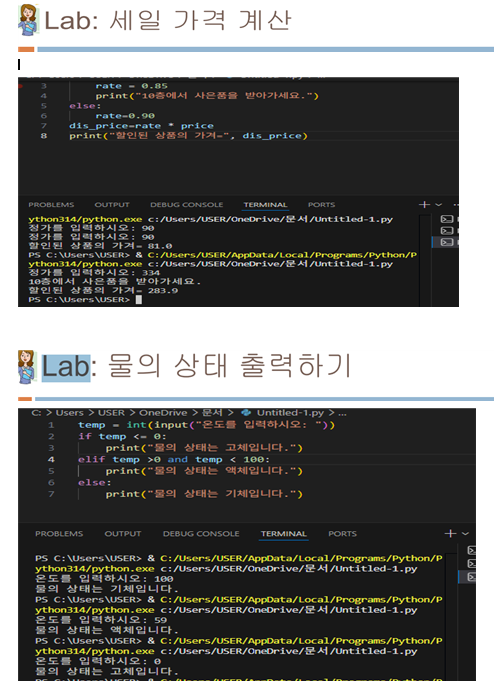 Lab: 세일 가격 계산
3 rate = 0.85
4 print("10층에서 사은품을 받아가세요.")
5 else:
6 rate=0.90
7 dis_price=rate * price
8 print("할인된 상품의 가겨=", dis_price)
PROBLEMS OUTPUT DEBUG CONSOLE TERMINAL PORTS
ython314/python.exe c:/Users/USER/OneDrive/문서/Untitled-1.py
정가를 입력하시오: 90
정가를 입력하시오: 90
할인된 상품의 가겨= 81.0
PS C:\Users\USER> & C:/Users/USER/AppData/Local/Programs/Python/P
ython314/python.exe c:/Users/USER/OneDrive/문서/Untitled-1.py
정가를 입력하시오: 334
10층에서 사은품을 받아가세요.
할인된 상품의 가겨= 283.9
PS C:\Users\USER>
Lab: 물의 상태 출력하기
C: > Users > USER > OneDrive > 문서 > Untitled-1.py > ...
1 temp = int(input("온도를 입력하시오: "))
2 if temp <= 0:
3 print("물의 상태는 고체입니다.")
4 elif temp >0 and temp < 100:
5 print("물의 상태는 액체입니다.")
6 else:
7 print("물의 상태는 기체입니다.")
PROBLEMS OUTPUT DEBUG CONSOLE TERMINAL PORTS
PS C:\Users\USER> & C:/Users/USER/AppData/Local/Programs/Python/P
ython314/python.exe c:/Users/USER/OneDrive/문서/Untitled-1.py
온도를 입력하시오: 100
물의 상태는 기체입니다.
PS C:\Users\USER> & C:/Users/USER/AppData/Local/Programs/Python/P
ython314/python.exe c:/Users/USER/OneDrive/문서/Untitled-1.py
온도를 입력하시오: 59
물의 상태는 액체입니다.
PS C:\Users\USER> & C:/Users/USER/AppData/Local/Programs/Python/P
ython314/python.exe c:/Users/USER/OneDrive/문서/Untitled-1.py
온도를 입력하시오: 0
물의 상태는 고체입니다.
PS C:\Users\USER> & C:/Users/USER/AppData/Local/Programs/Python/P